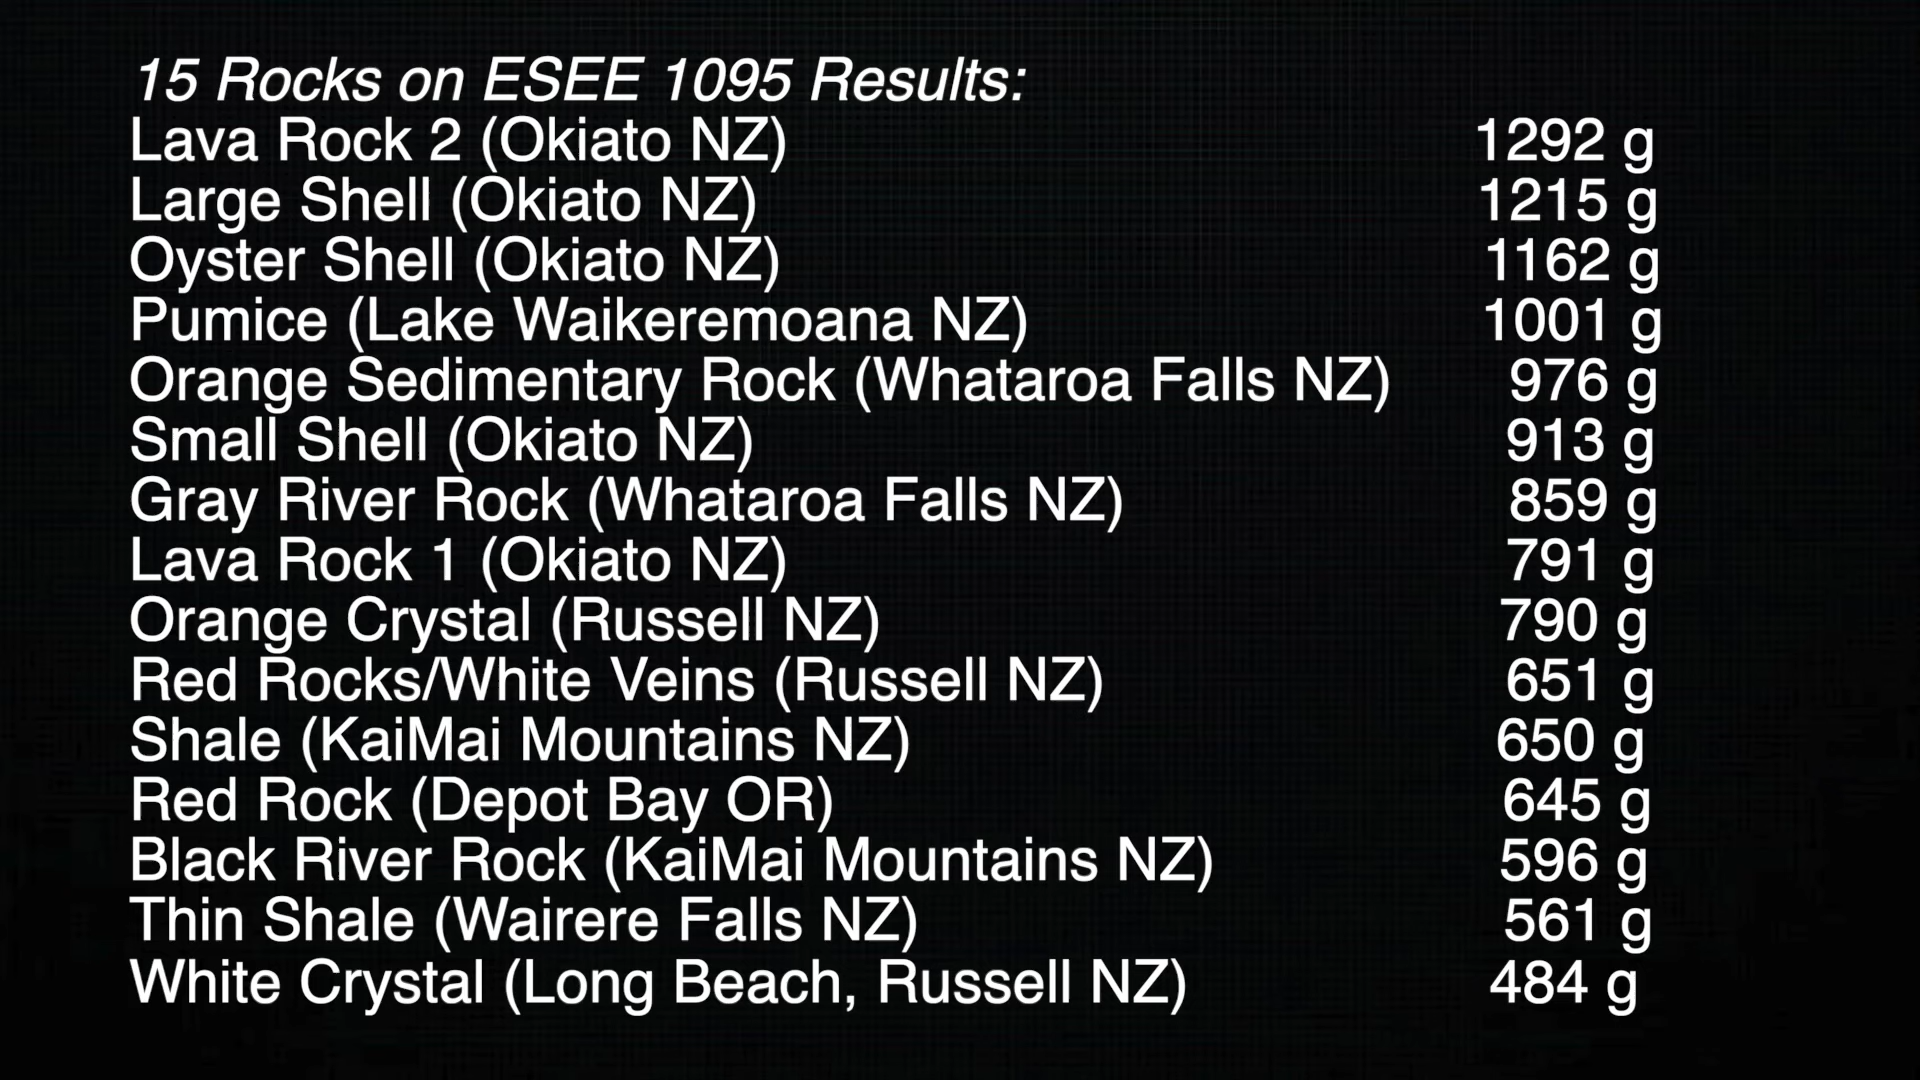 15 Rocks on ESEE 1095 Results:
Lava Rock 2 (Okiato NZ) 1292 g
Large Shell (Okiato NZ) 1215 g
Oyster Shell (Okiato NZ) 1162 g
Pumice (Lake Waikeremoana NZ) 1001 g
Orange Sedimentary Rock (Whataroa Falls NZ) 976 g
Small Shell (Okiato NZ) 913 g
Gray River Rock (Whataroa Falls NZ) 859 g
Lava Rock 1 (Okiato NZ) 791 g
Orange Crystal (Russell NZ) 790 g
Red Rocks/White Veins (Russell NZ) 651 g
Shale (KaiMai Mountains NZ) 650 g
Red Rock (Depot Bay OR) 645 g
Black River Rock (KaiMai Mountains NZ) 596 g
Thin Shale (Wairere Falls NZ) 561 g
White Crystal (Long Beach, Russell NZ) 484 g